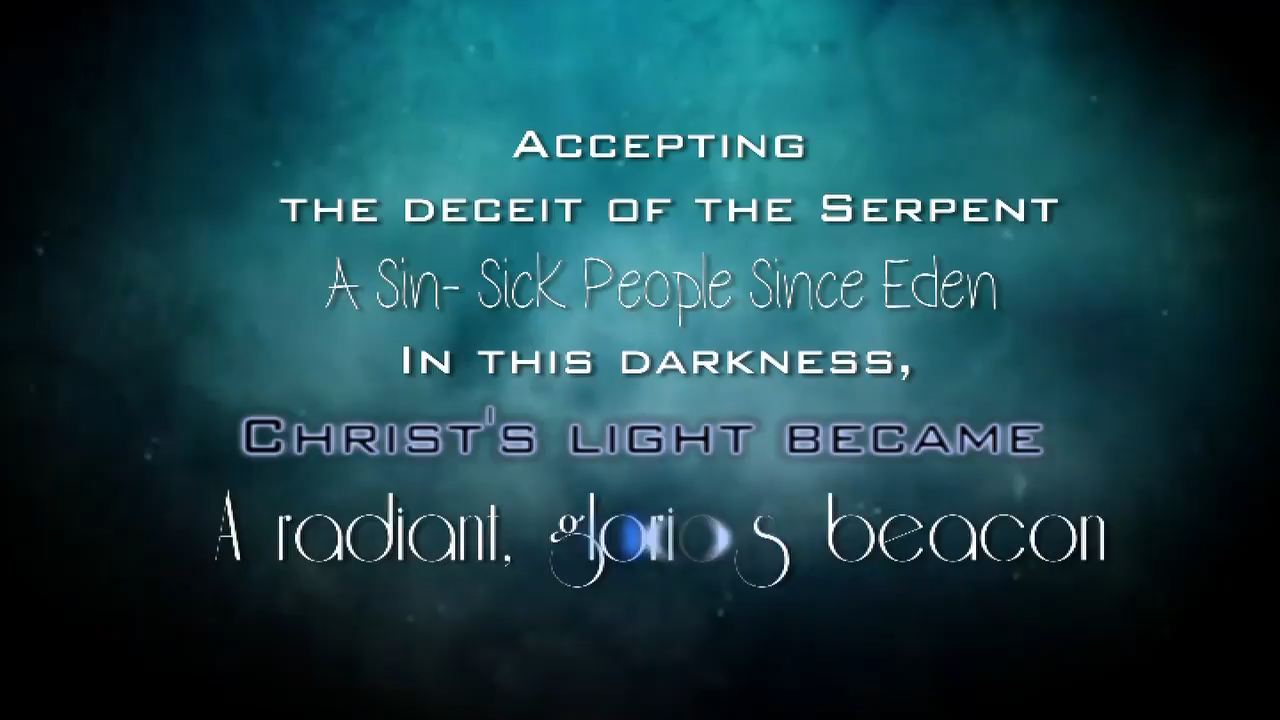 Accepting
the deceit of the Serpent
A Sin- Sick People Since Eden
In this darkness,
Christ's light became
A radiant, beacon